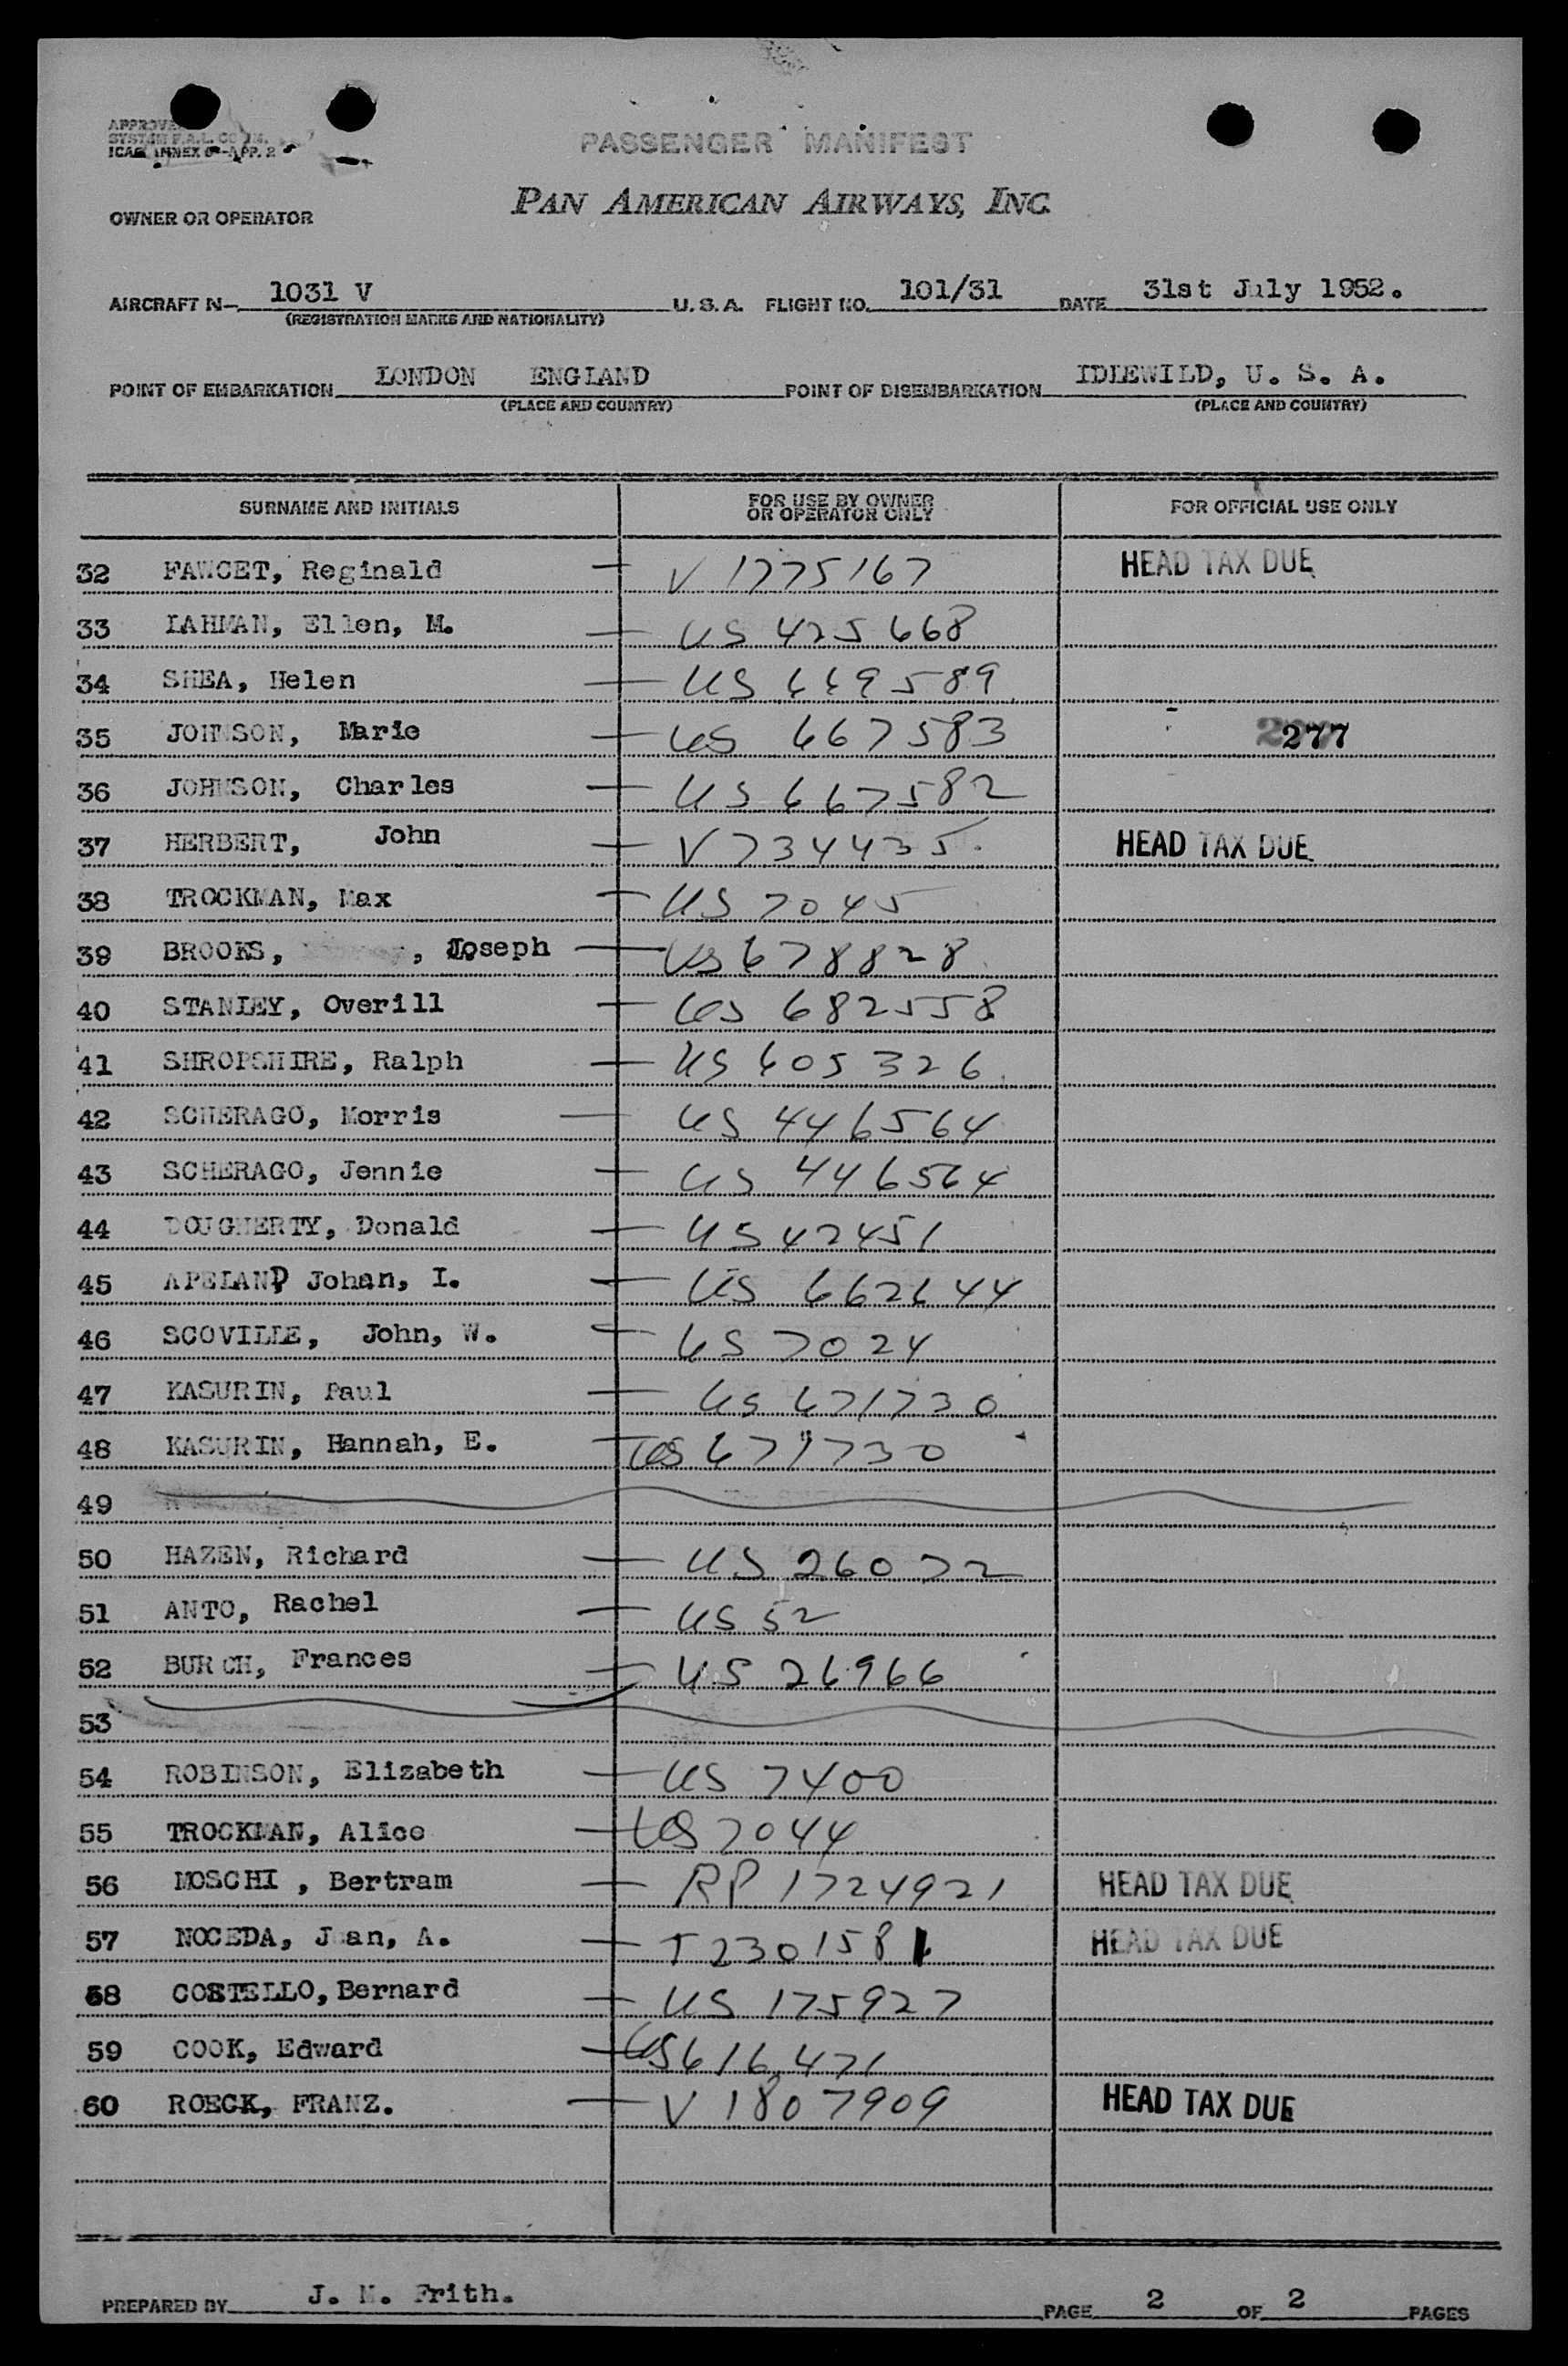 APPROVED
SYSTEM F.A.L. COM.
ICAO ANNEX 9-APP. 2
PASSENGER MANIFEST
PAN AMERICAN AIRWAYS, INC.
OWNER OR OPERATOR
AIRCRAFT N- 1031 V U. S. A. FLIGHT NO. 101/31 DATE 31st July 1952.
(REGISTRATION MARKS AND NATIONALITY)
POINT OF EMBARKATION LONDON ENGLAND POINT OF DISEMBARKATION IDLEWILD, U. S. A.
(PLACE AND COUNTRY) (PLACE AND COUNTRY)
SURNAME AND INITIALS FOR USE BY OWNER OR OPERATOR ONLY FOR OFFICIAL USE ONLY
32 FAWCET, Reginald — V 1775167 HEAD TAX DUE
33 LAHMAN, Ellen, M. — US 425668
34 SHEA, Helen — US 669589
35 JOHNSON, Marie — US 667583 277
36 JOHNSON, Charles — US 667582
37 HERBERT, John — V 734435 HEAD TAX DUE
38 TROCKMAN, Max — US 7045
39 BROOKS, , Joseph — US 678828
40 STANLEY, Overill — US 682558
41 SHROPSHIRE, Ralph — US 605326
42 SCHERAGO, Morris — US 446564
43 SCHERAGO, Jennie — US 446564
44 DOUGHERTY, Donald — US 42451
45 APELAND Johan, I. — US 662644
46 SCOVILLE, John, W. — US 7024
47 KASURIN, Paul — US 671730
48 KASURIN, Hannah, E. — US 671730
49
50 HAZEN, Richard — US 26072
51 ANTO, Rachel — US 52
52 BURCH, Frances — US 26966
53
54 ROBINSON, Elizabeth — US 7400
55 TROCKMAN, Alice — US 7044
56 MOSCHI , Bertram — RP 1724921 HEAD TAX DUE
57 NOCEDA, Juan, A. — T 2301581 HEAD TAX DUE
58 COSTELLO, Bernard — US 175927
59 COOK, Edward — US 616471
60 ROECK, FRANZ. — V 1807909 HEAD TAX DUE
PREPARED BY J. M. Frith. PAGE 2 OF 2 PAGES